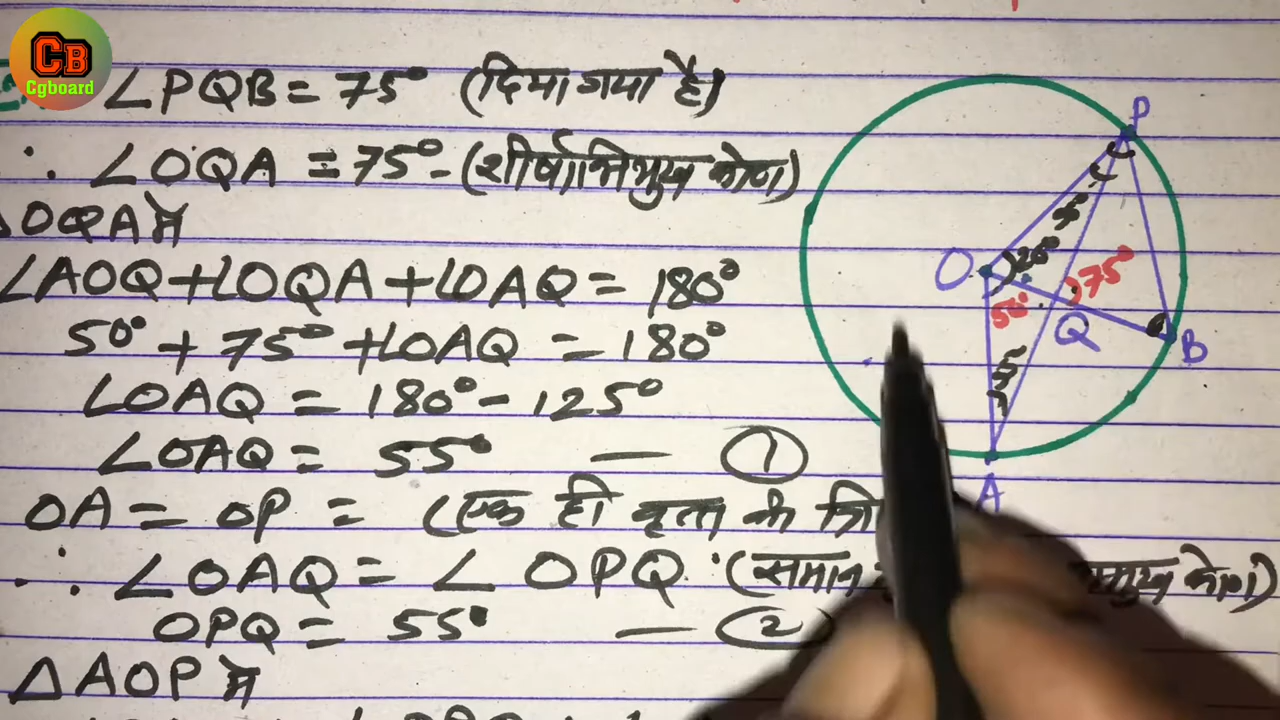 CB
Cgboard
∠PQB = 75° (दिया गया है)
∴ ∠OQA = 75° - (शीर्षाभिमुख कोण)
△OQA में
∠AOQ + ∠OQA + ∠OAQ = 180°
50° + 75° + ∠OAQ = 180°
∠OAQ = 180° - 125°
∠OAQ = 55° — ①
OA = OP = (एक ही वृत्त के
∴ ∠OAQ = ∠OPQ (समान कोण)
OPQ = 55° — ②
△AOP में
P
O
20°
75°
50°
Q
B
A